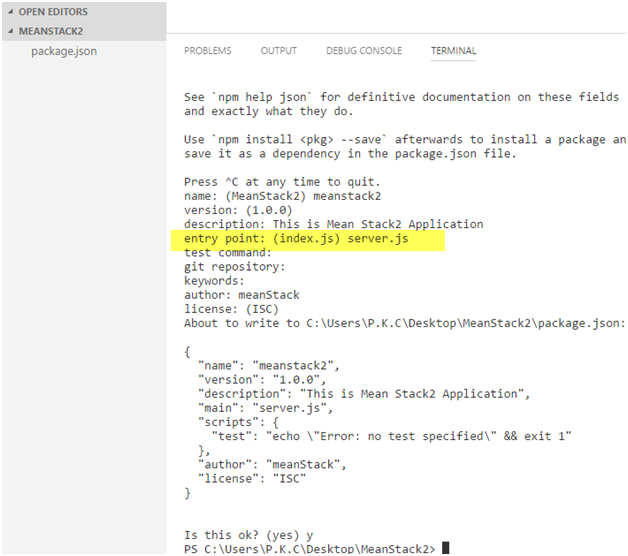 OPEN EDITORS
MEANSTACK2
package.json
PROBLEMS OUTPUT DEBUG CONSOLE TERMINAL
See `npm help json` for definitive documentation on these fields
and exactly what they do.
Use `npm install <pkg> --save` afterwards to install a package an
save it as a dependency in the package.json file.
Press ^C at any time to quit.
name: (MeanStack2) meanstack2
version: (1.0.0)
description: This is Mean Stack2 Application
entry point: (index.js) server.js
test command:
git repository:
keywords:
author: meanStack
license: (ISC)
About to write to C:\Users\P.K.C\Desktop\MeanStack2\package.json:
{
  "name": "meanstack2",
  "version": "1.0.0",
  "description": "This is Mean Stack2 Application",
  "main": "server.js",
  "scripts": {
    "test": "echo \"Error: no test specified\" && exit 1"
  },
  "author": "meanStack",
  "license": "ISC"
}
Is this ok? (yes) y
PS C:\Users\P.K.C\Desktop\MeanStack2>